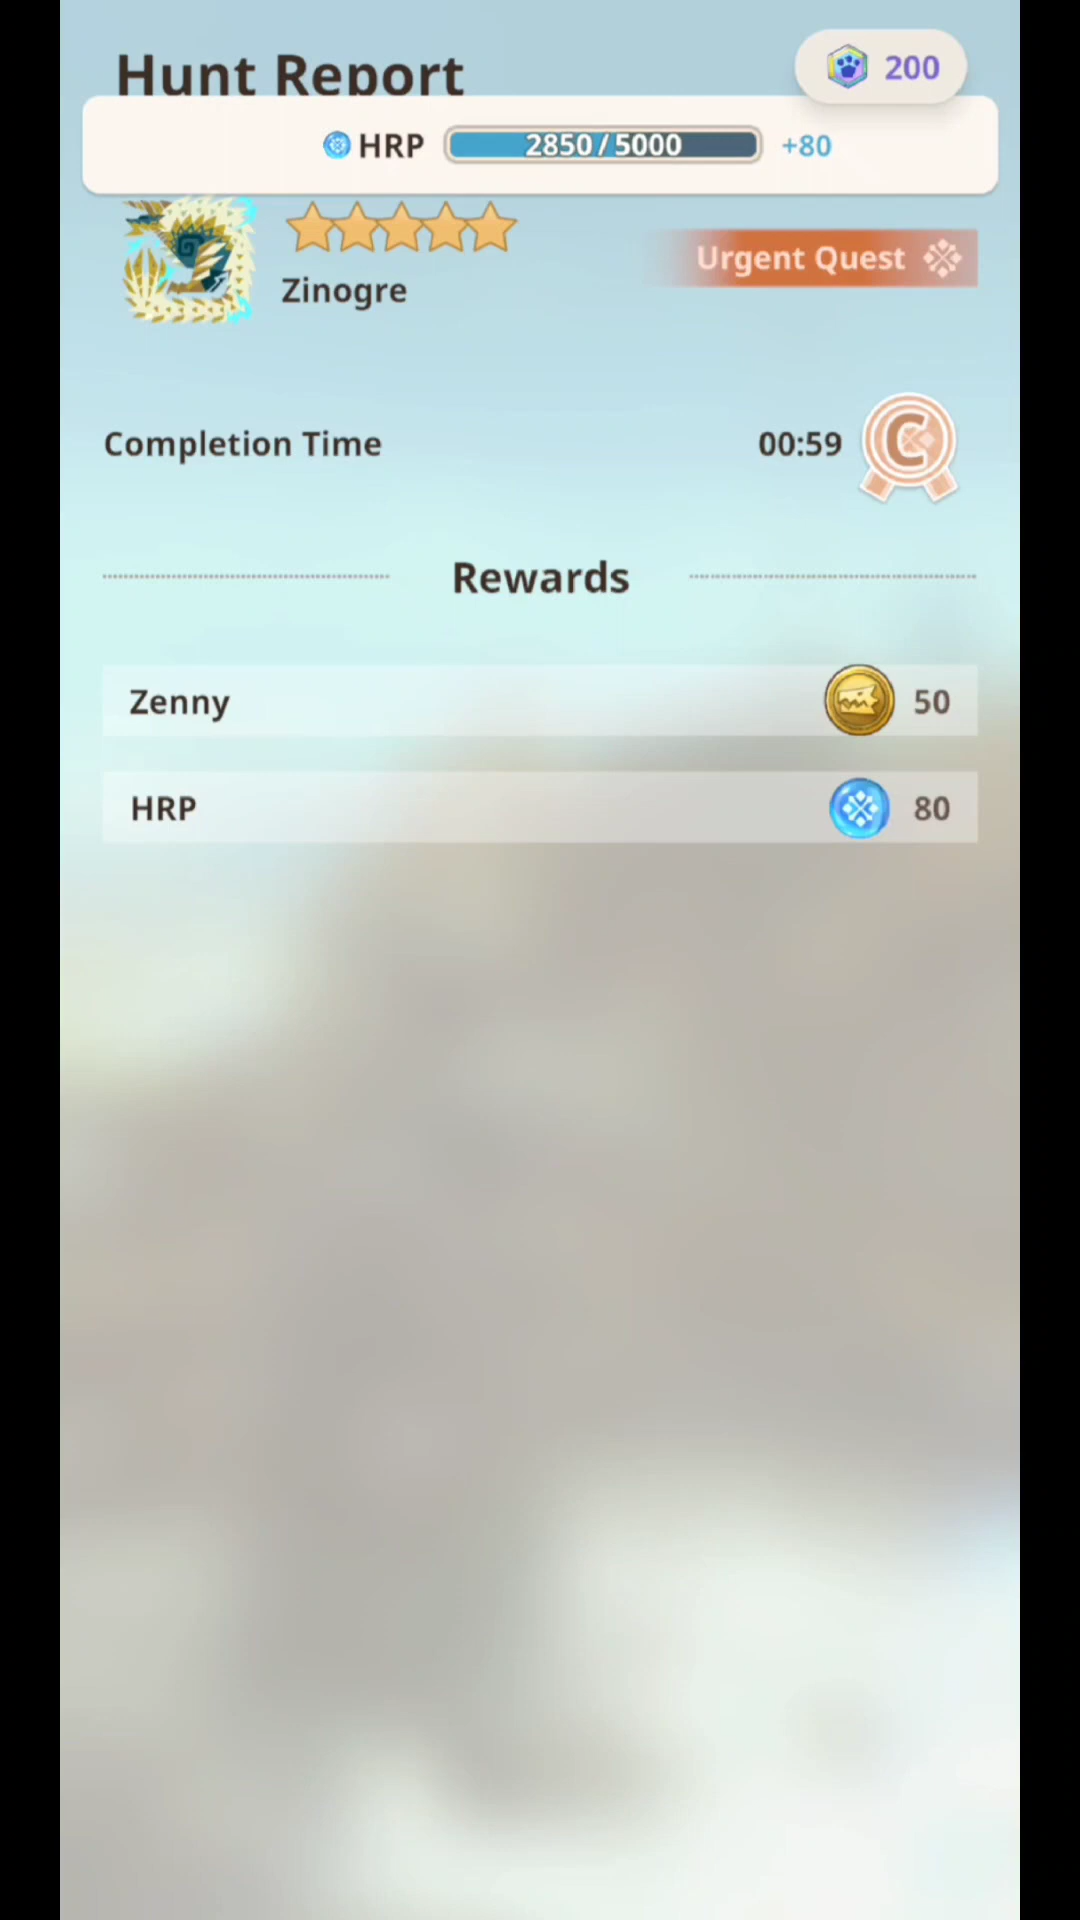 Hunt Report
200
HRP 2850/5000 +80
Urgent Quest
Zinogre
Completion Time 00:59 C
Rewards
Zenny 50
HRP 80